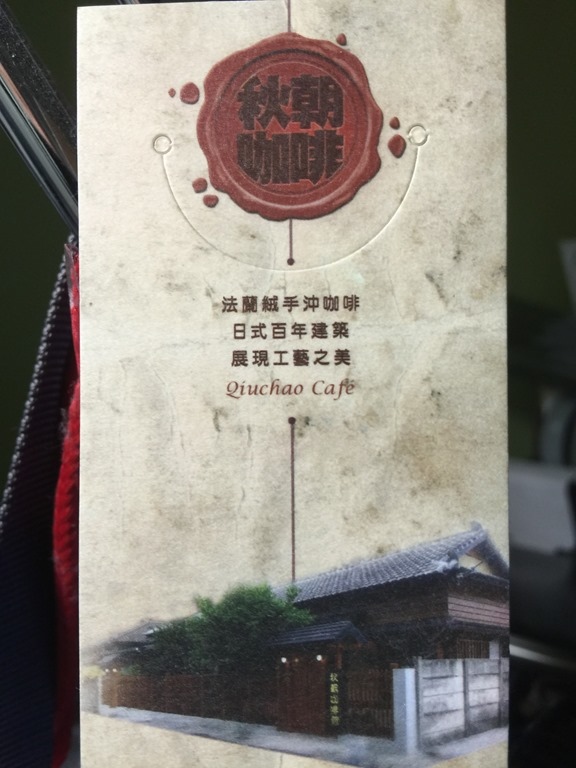 秋朝
咖啡
法蘭絨手沖咖啡
日式百年建築
展現工藝之美
Qiuchao Café